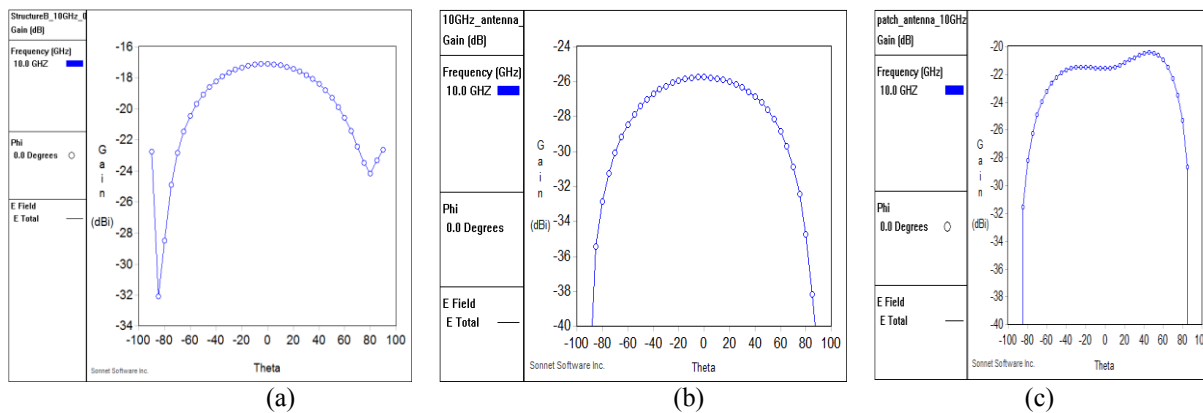 StructureB_10GHz_0
Gain (dB)
Frequency (GHz)
10.0 GHZ
Phi
0.0 Degrees
E Field
E Total
Gain
(dBi)
-16
-18
-20
-22
-24
-26
-28
-30
-32
-34
-100 -80 -60 -40 -20 0 20 40 60 80 100
Theta
Sonnet Software Inc.
(a)
10GHz_antenna_
Gain (dB)
Frequency (GHz)
10.0 GHZ
Phi
0.0 Degrees
E Field
E Total
Gain
(dBi)
-24
-26
-28
-30
-32
-34
-36
-38
-40
-100 -80 -60 -40 -20 0 20 40 60 80 100
Theta
Sonnet Software Inc.
(b)
patch_antenna_10GHz
Gain (dB)
Frequency (GHz)
10.0 GHZ
Phi
0.0 Degrees
E Field
E Total
Gain
(dBi)
-20
-22
-24
-26
-28
-30
-32
-34
-36
-38
-40
-100 -80 -60 -40 -20 0 20 40 60 80 100
Theta
Sonnet Software Inc.
(c)